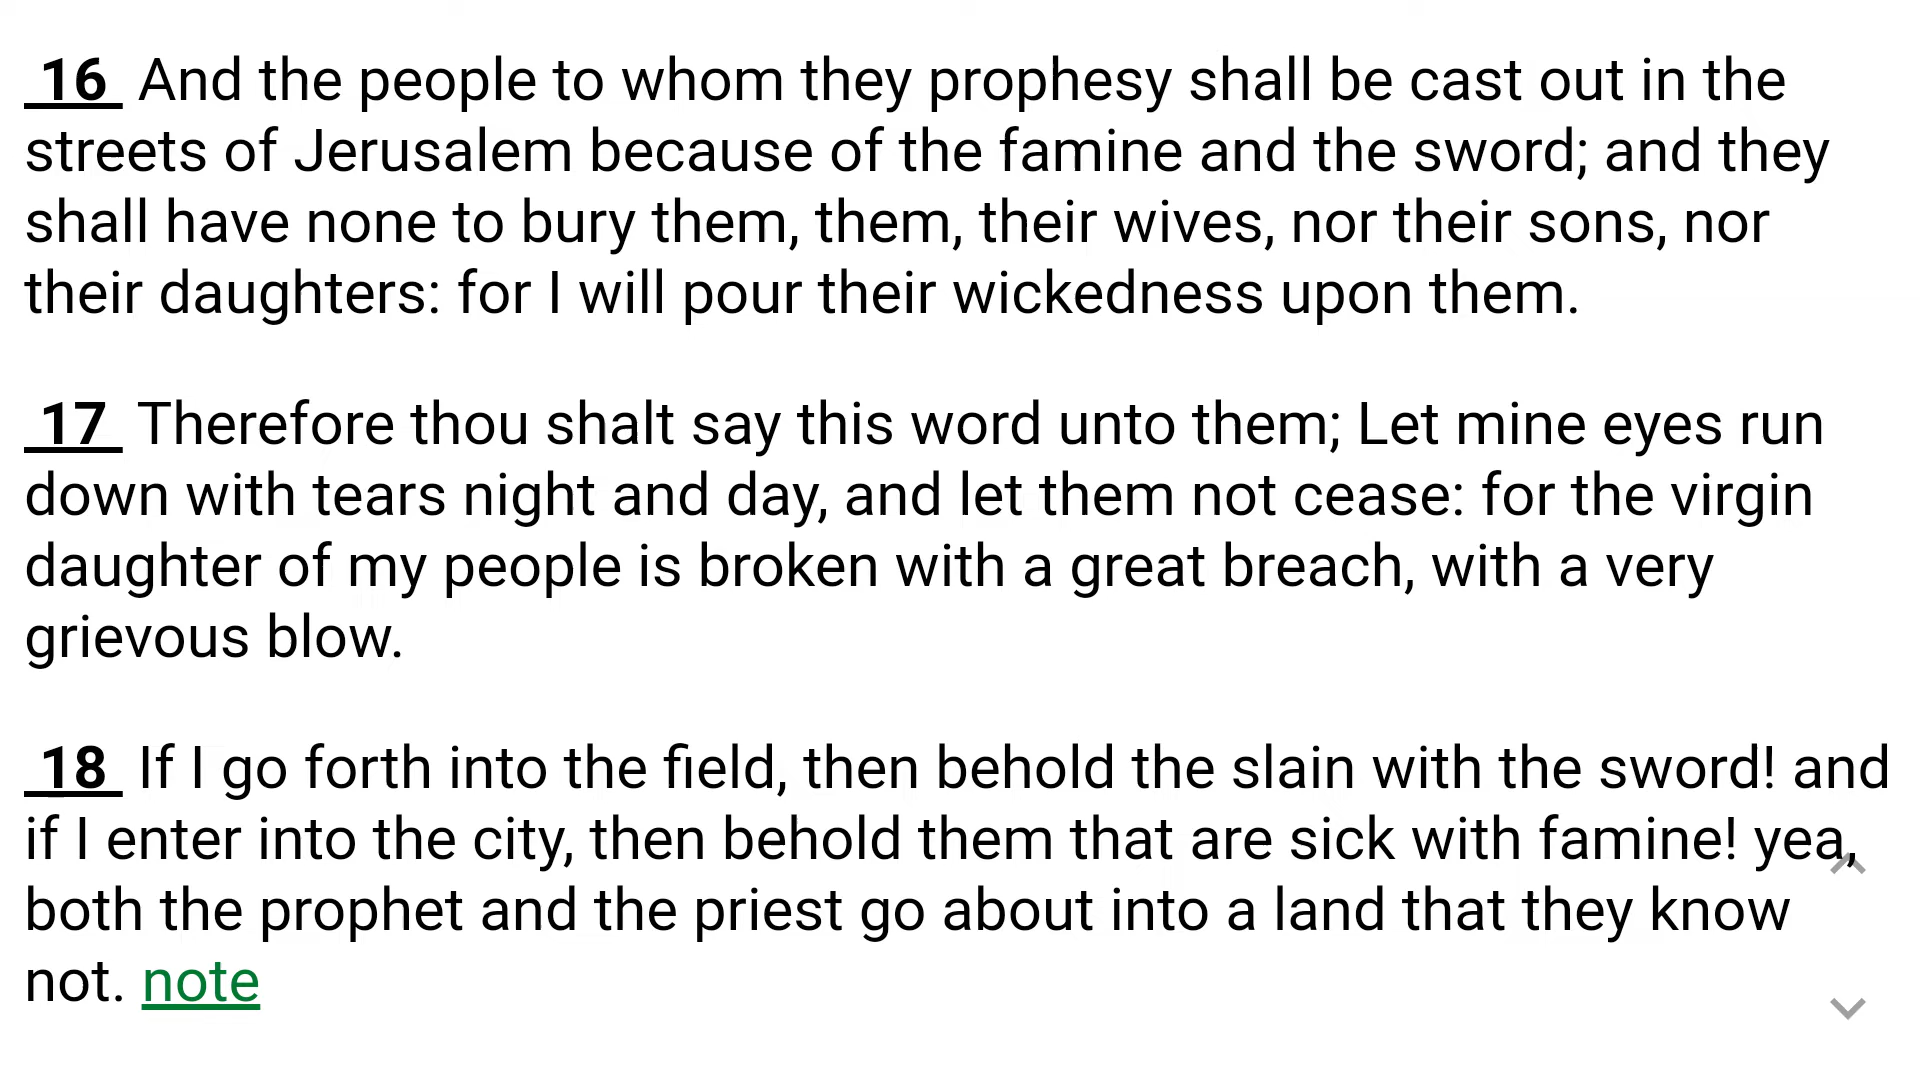 16 And the people to whom they prophesy shall be cast out in the
streets of Jerusalem because of the famine and the sword; and they
shall have none to bury them, them, their wives, nor their sons, nor
their daughters: for I will pour their wickedness upon them.
17 Therefore thou shalt say this word unto them; Let mine eyes run
down with tears night and day, and let them not cease: for the virgin
daughter of my people is broken with a great breach, with a very
grievous blow.
18 If I go forth into the field, then behold the slain with the sword! and
if I enter into the city, then behold them that are sick with famine! yea,
both the prophet and the priest go about into a land that they know
not. note